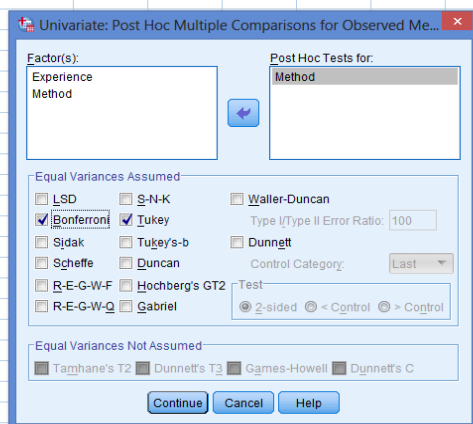 Univariate: Post Hoc Multiple Comparisons for Observed Me...
Factor(s):
Experience
Method
Post Hoc Tests for:
Method
Equal Variances Assumed
LSD S-N-K Waller-Duncan
Bonferroni Tukey Type I/Type II Error Ratio: 100
Sidak Tukey's-b Dunnett
Scheffe Duncan Control Category: Last
R-E-G-W-F Hochberg's GT2 Test
R-E-G-W-Q Gabriel 2-sided < Control > Control
Equal Variances Not Assumed
Tamhane's T2 Dunnett's T3 Games-Howell Dunnett's C
Continue Cancel Help